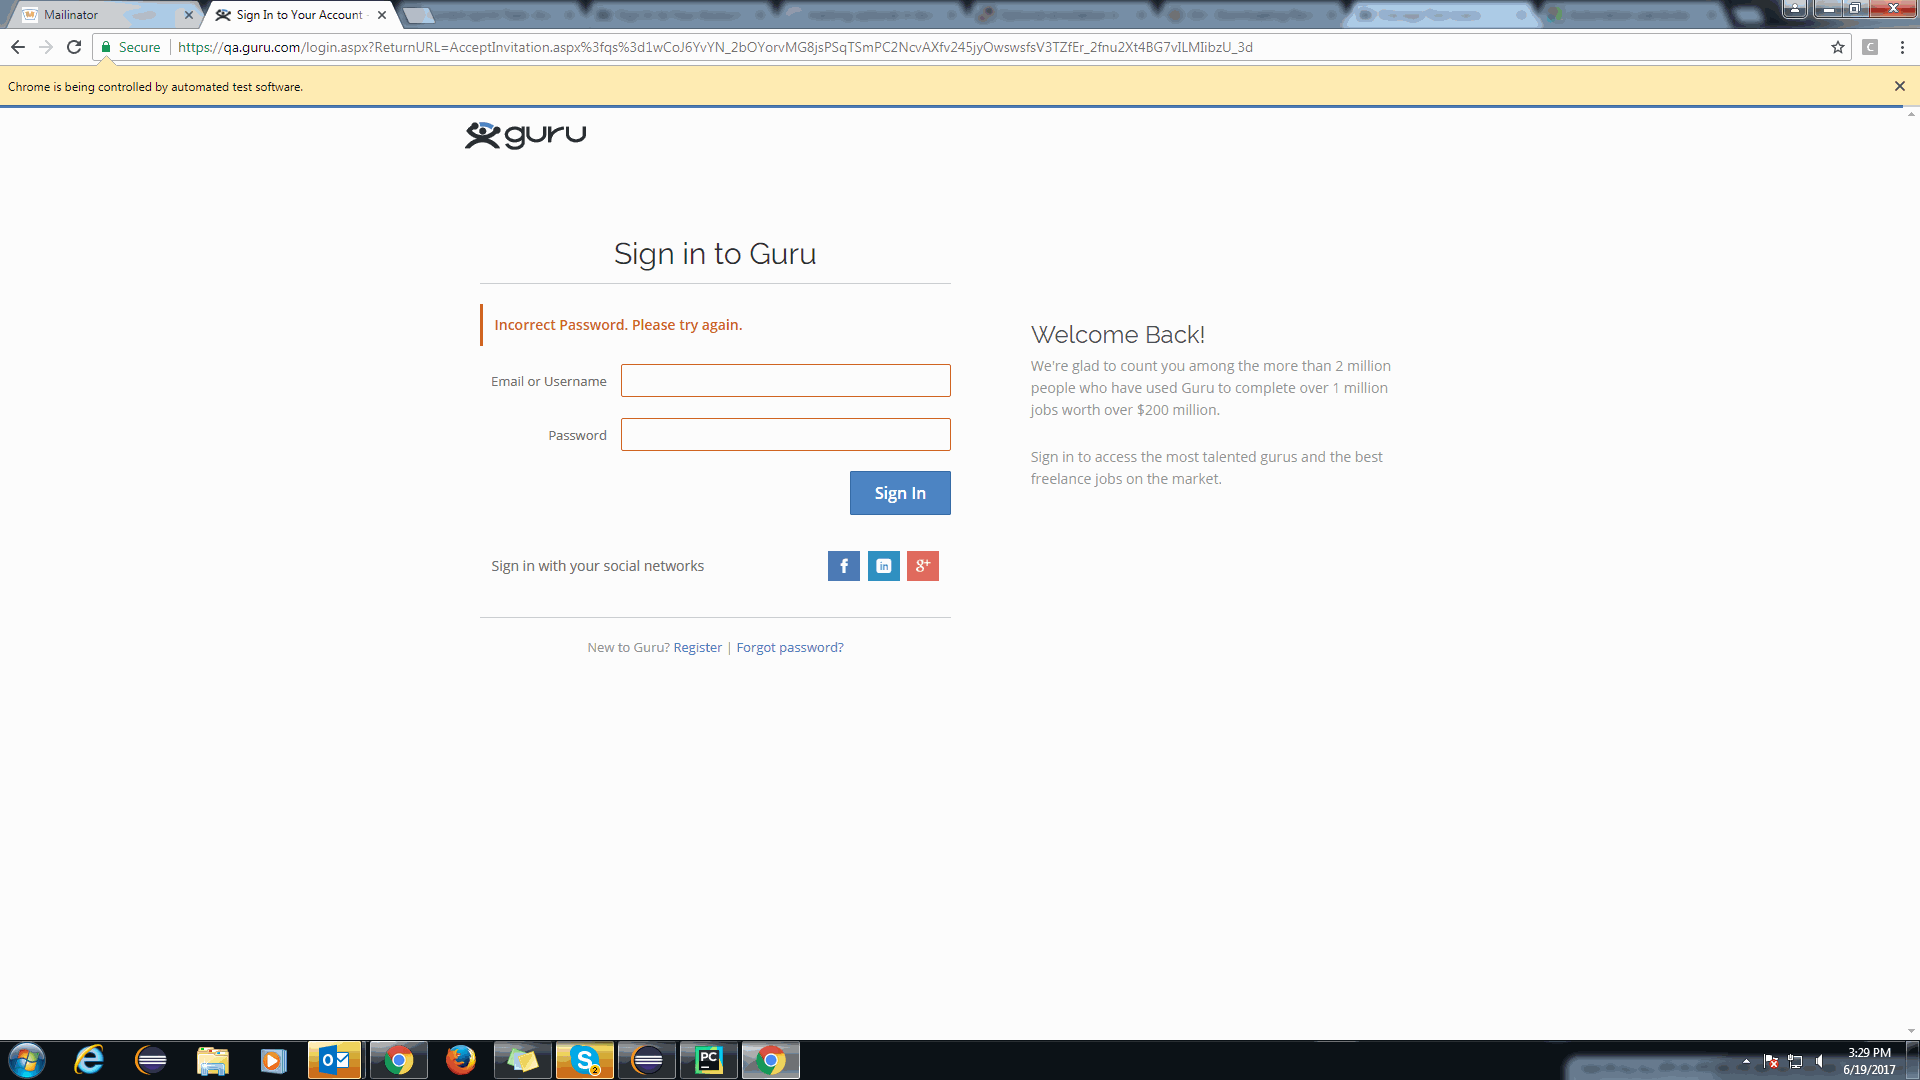 Mailinator
Sign In to Your Account
Secure
https://qa.guru.com/login.aspx?ReturnURL=AcceptInvitation.aspx%3fqs%3d1wCoJ6YvYN_2bOYorvMG8jsPSqTSmPC2NcvAXfv245jyOwswsfsV3TZfEr_2fnu2Xt4BG7vILMIibzU_3d
C
Chrome is being controlled by automated test software.
guru
Sign in to Guru
Incorrect Password. Please try again.
Email or Username
Password
Sign In
Sign in with your social networks
f
in
g+
New to Guru? Register | Forgot password?
Welcome Back!
We're glad to count you among the more than 2 million
people who have used Guru to complete over 1 million
jobs worth over $200 million.
Sign in to access the most talented gurus and the best
freelance jobs on the market.
2
PC
3:29 PM
6/19/2017